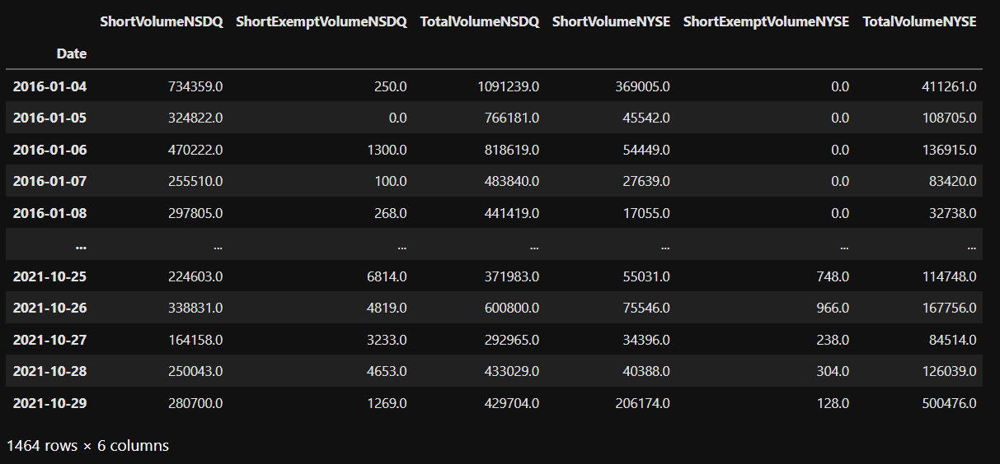 ShortVolumeNSDQ ShortExemptVolumeNSDQ TotalVolumeNSDQ ShortVolumeNYSE ShortExemptVolumeNYSE TotalVolumeNYSE
Date
2016-01-04 734359.0 250.0 1091239.0 369005.0 0.0 411261.0
2016-01-05 324822.0 0.0 766181.0 45542.0 0.0 108705.0
2016-01-06 470222.0 1300.0 818619.0 54449.0 0.0 136915.0
2016-01-07 255510.0 100.0 483840.0 27639.0 0.0 83420.0
2016-01-08 297805.0 268.0 441419.0 17055.0 0.0 32738.0
... ... ... ... ... ... ...
2021-10-25 224603.0 6814.0 371983.0 55031.0 748.0 114748.0
2021-10-26 338831.0 4819.0 600800.0 75546.0 966.0 167756.0
2021-10-27 164158.0 3233.0 292965.0 34396.0 238.0 84514.0
2021-10-28 250043.0 4653.0 433029.0 40388.0 304.0 126039.0
2021-10-29 280700.0 1269.0 429704.0 206174.0 128.0 500476.0
1464 rows × 6 columns